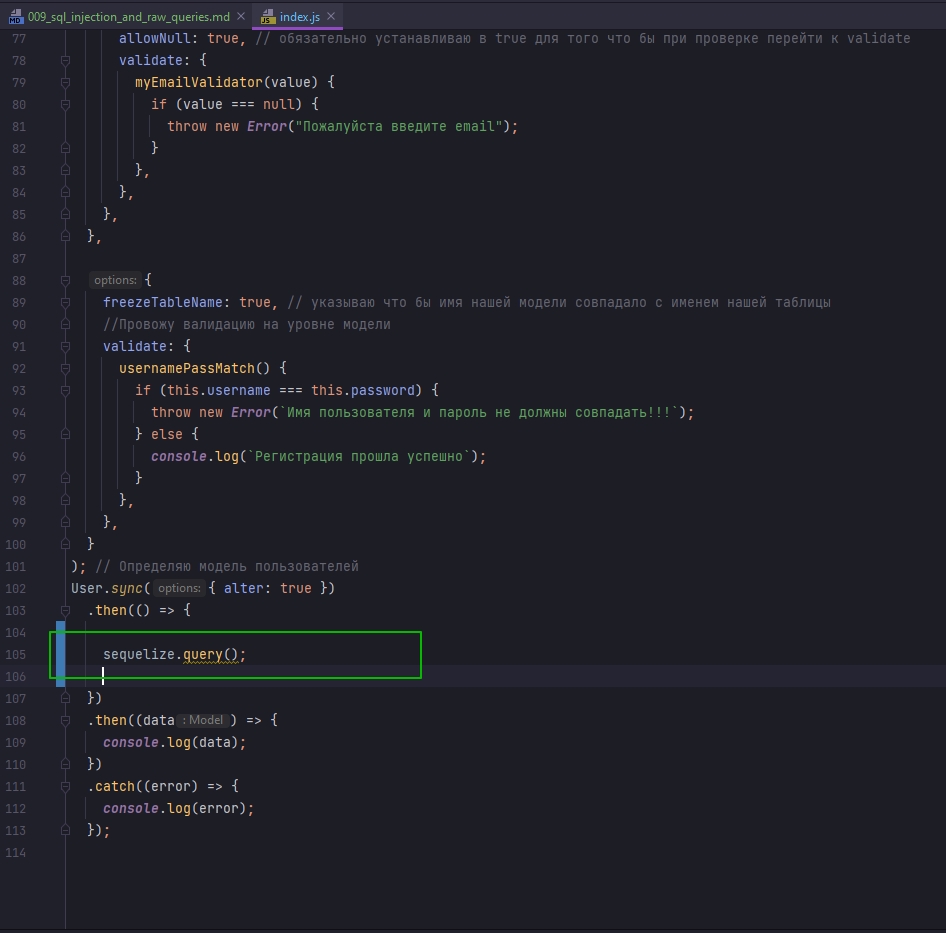 009_sql_injection_and_raw_queries.md index.js
77 allowNull: true, // обязательно устанавливаю в true для того что бы при проверке перейти к validate
78 validate: {
79 myEmailValidator(value) {
80 if (value === null) {
81 throw new Error("Пожалуйста введите email");
82 }
83 },
84 },
85 },
86 },
87
88 options: {
89 freezeTableName: true, // указываю что бы имя нашей модели совпадало с именем нашей таблицы
90 //Провожу валидацию на уровне модели
91 validate: {
92 usernamePassMatch() {
93 if (this.username === this.password) {
94 throw new Error(`Имя пользователя и пароль не должны совпадать!!!`);
95 } else {
96 console.log(`Регистрация прошла успешно`);
97 }
98 },
99 },
100 }
101 ); // Определяю модель пользователей
102 User.sync( options: { alter: true })
103 .then(() => {
104
105 sequelize.query();
106
107 })
108 .then((data : Model ) => {
109 console.log(data);
110 })
111 .catch((error) => {
112 console.log(error);
113 });
114